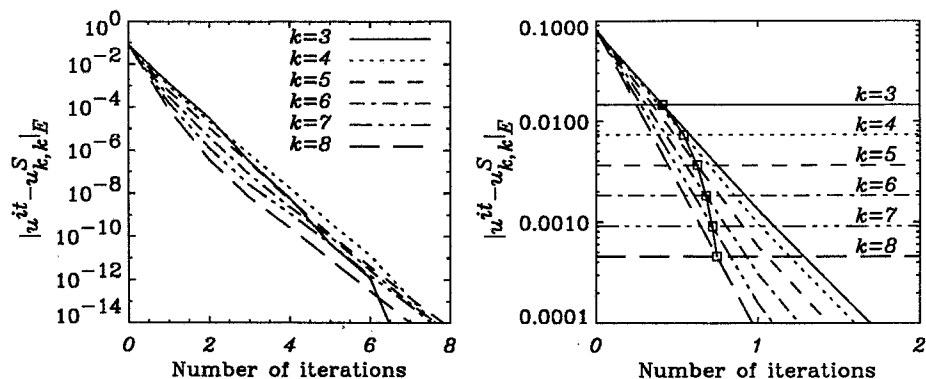 |u^{it}-u^{S}_{k,k}|_E
10^0
10^{-2}
10^{-4}
10^{-6}
10^{-8}
10^{-10}
10^{-12}
10^{-14}
k=3
k=4
k=5
k=6
k=7
k=8
0 2 4 6 8
Number of iterations
|u^{it}-u^{S}_{k,k}|_E
0.1000
0.0100
0.0010
0.0001
k=3
k=4
k=5
k=6
k=7
k=8
0 1 2
Number of iterations